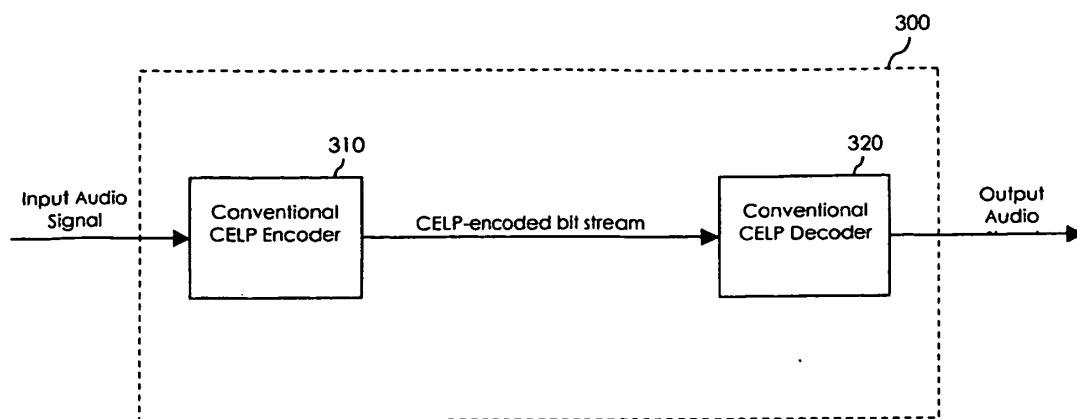 300
310
320
Input Audio
Signal
Conventional
CELP Encoder
CELP-encoded bit stream
Conventional
CELP Decoder
Output
Audio